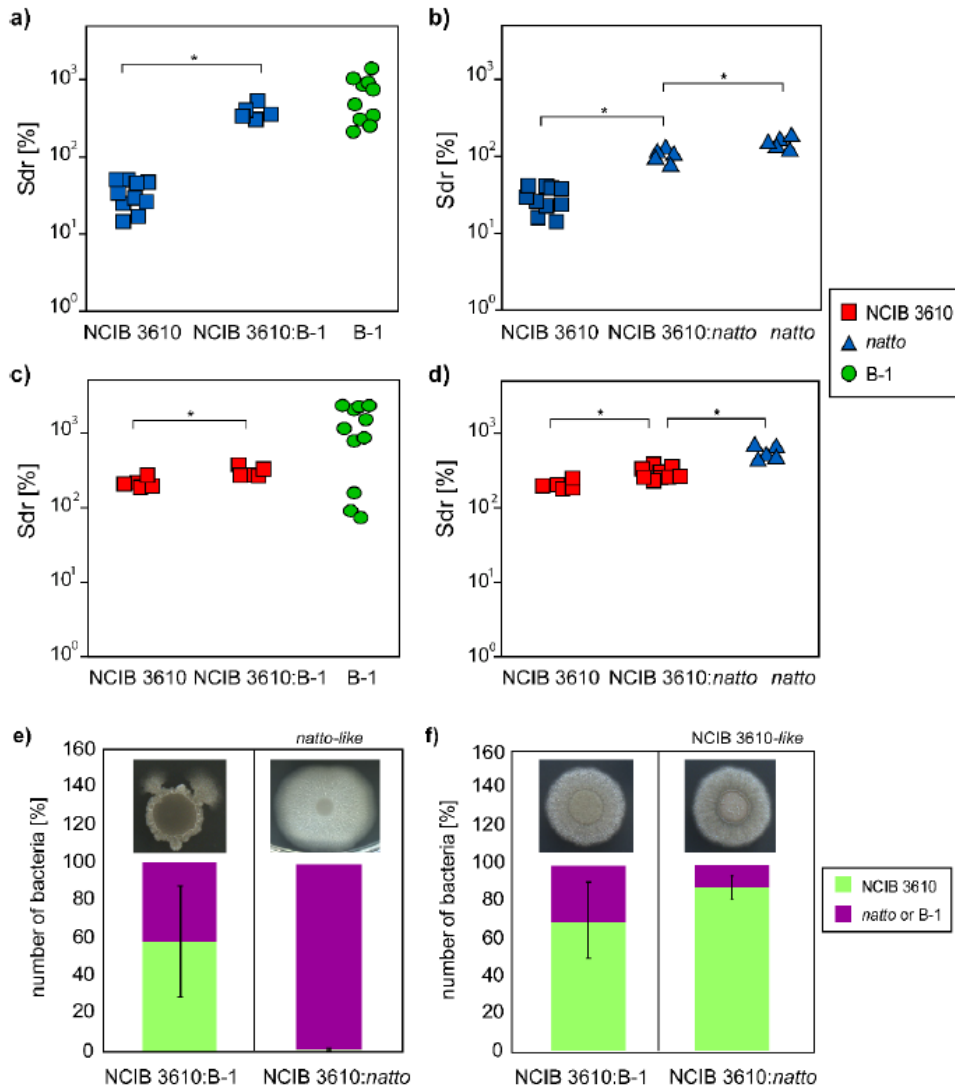 a)
Sdr [%]
10³
10²
10¹
10⁰
*
NCIB 3610 NCIB 3610:B-1 B-1
b)
Sdr [%]
10³
10²
10¹
10⁰
*
*
NCIB 3610 NCIB 3610:natto natto
NCIB 3610
natto
B-1
c)
Sdr [%]
10³
10²
10¹
10⁰
*
NCIB 3610 NCIB 3610:B-1 B-1
d)
Sdr [%]
10³
10²
10¹
10⁰
*
*
NCIB 3610 NCIB 3610:natto natto
e)
natto-like
number of bacteria [%]
160
140
120
100
80
60
40
20
0
NCIB 3610:B-1 NCIB 3610:natto
f)
NCIB 3610-like
number of bacteria [%]
160
140
120
100
80
60
40
20
0
NCIB 3610:B-1 NCIB 3610:natto
NCIB 3610
natto or B-1